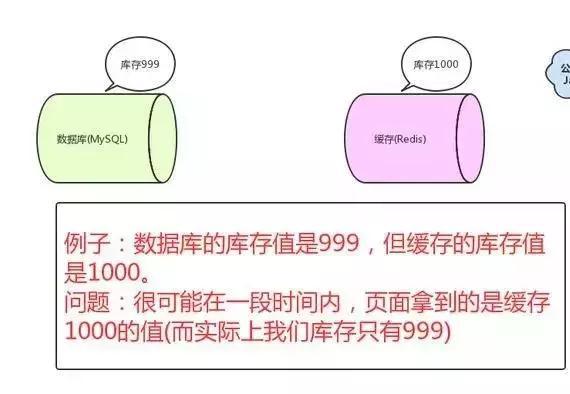 库存999
库存1000
公
Ja
数据库(MySQL)
缓存(Redis)
例子：数据库的库存值是999，但缓存的库存值
是1000。
问题：很可能在一段时间内，页面拿到的是缓存
1000的值(而实际上我们库存只有999)